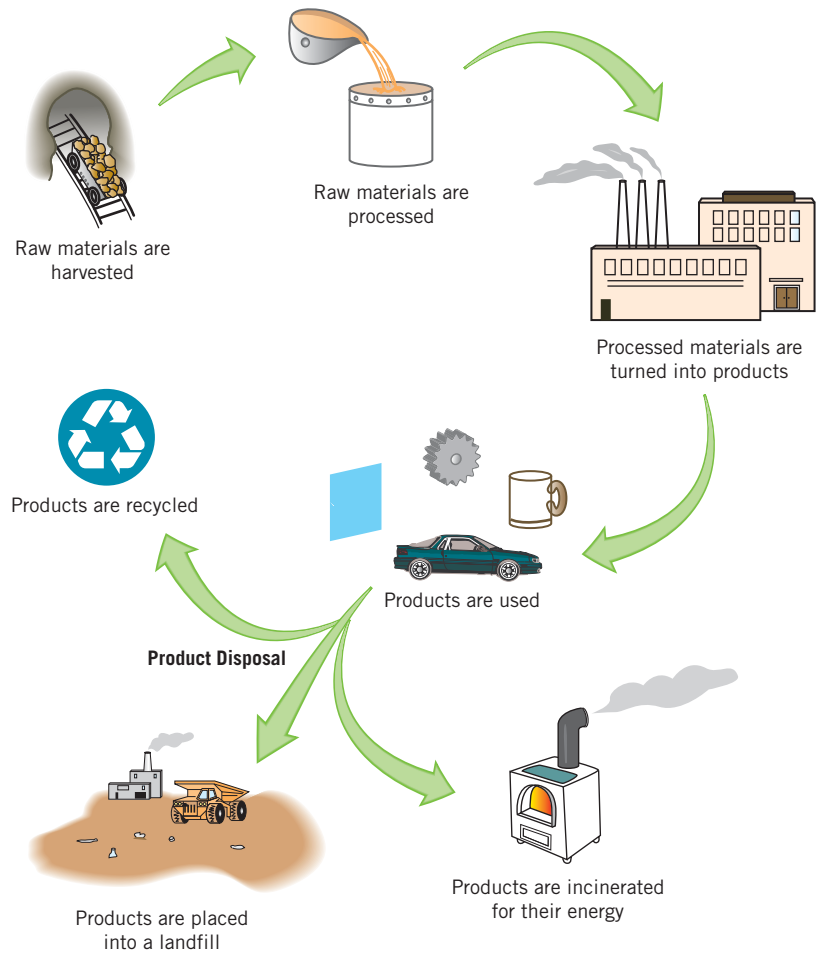 Raw materials are
harvested
Raw materials are
processed
Processed materials are
turned into products
Products are used
Product Disposal
Products are recycled
Products are placed
into a landfill
Products are incinerated
for their energy